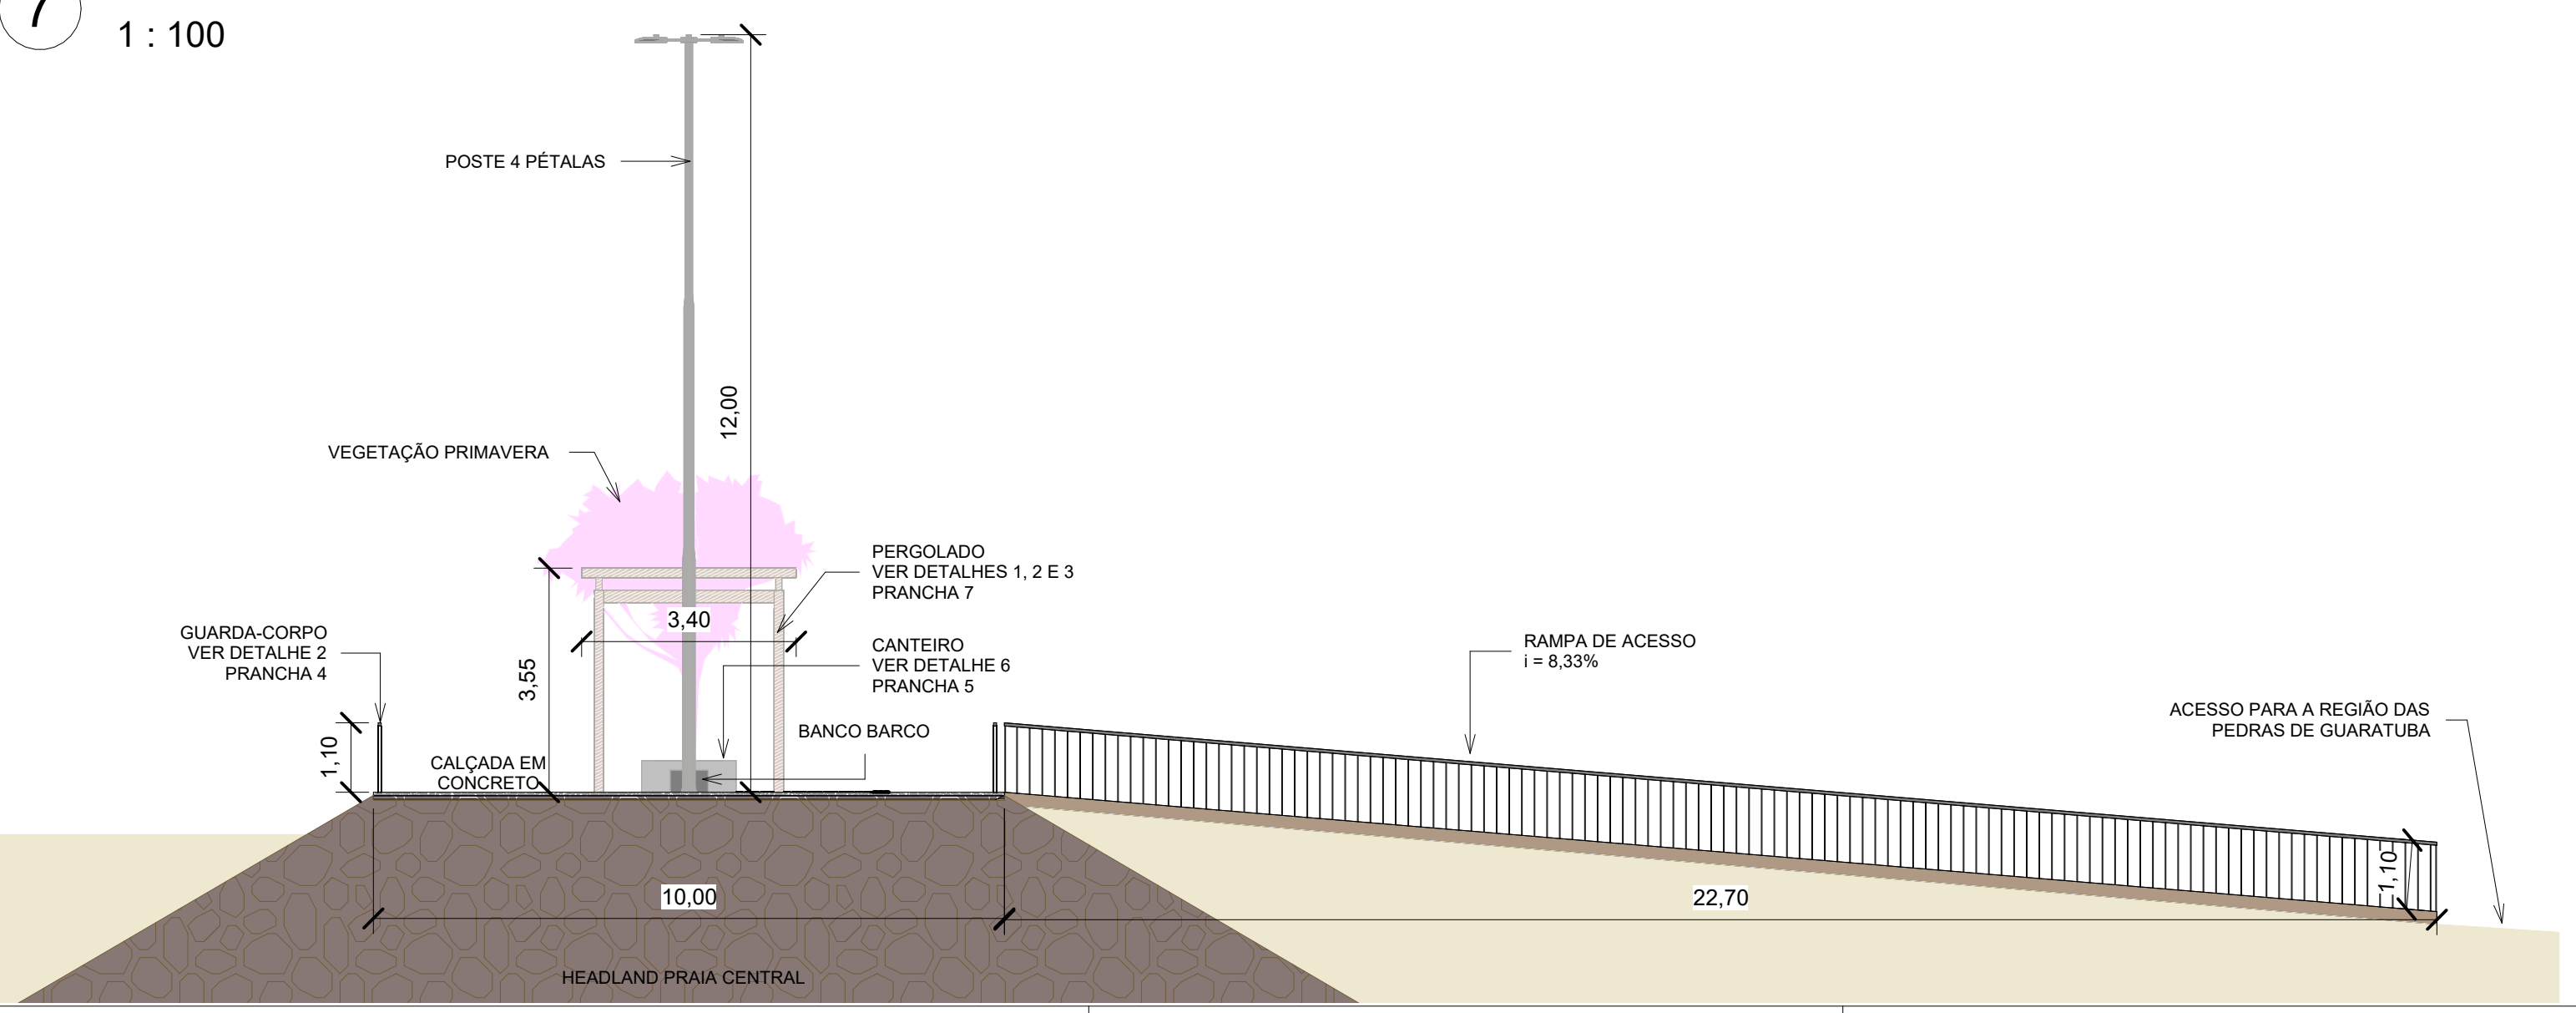 7
1 : 100
POSTE 4 PÉTALAS
12,00
VEGETAÇÃO PRIMAVERA
PERGOLADO
VER DETALHES 1, 2 E 3
PRANCHA 7
3,40
GUARDA-CORPO
VER DETALHE 2
PRANCHA 4
3,55
CANTEIRO
VER DETALHE 6
PRANCHA 5
RAMPA DE ACESSO
i = 8,33%
ACESSO PARA A REGIÃO DAS
PEDRAS DE GUARATUBA
BANCO BARCO
1,10
CALÇADA EM
CONCRETO
1,10
10,00
22,70
HEADLAND PRAIA CENTRAL